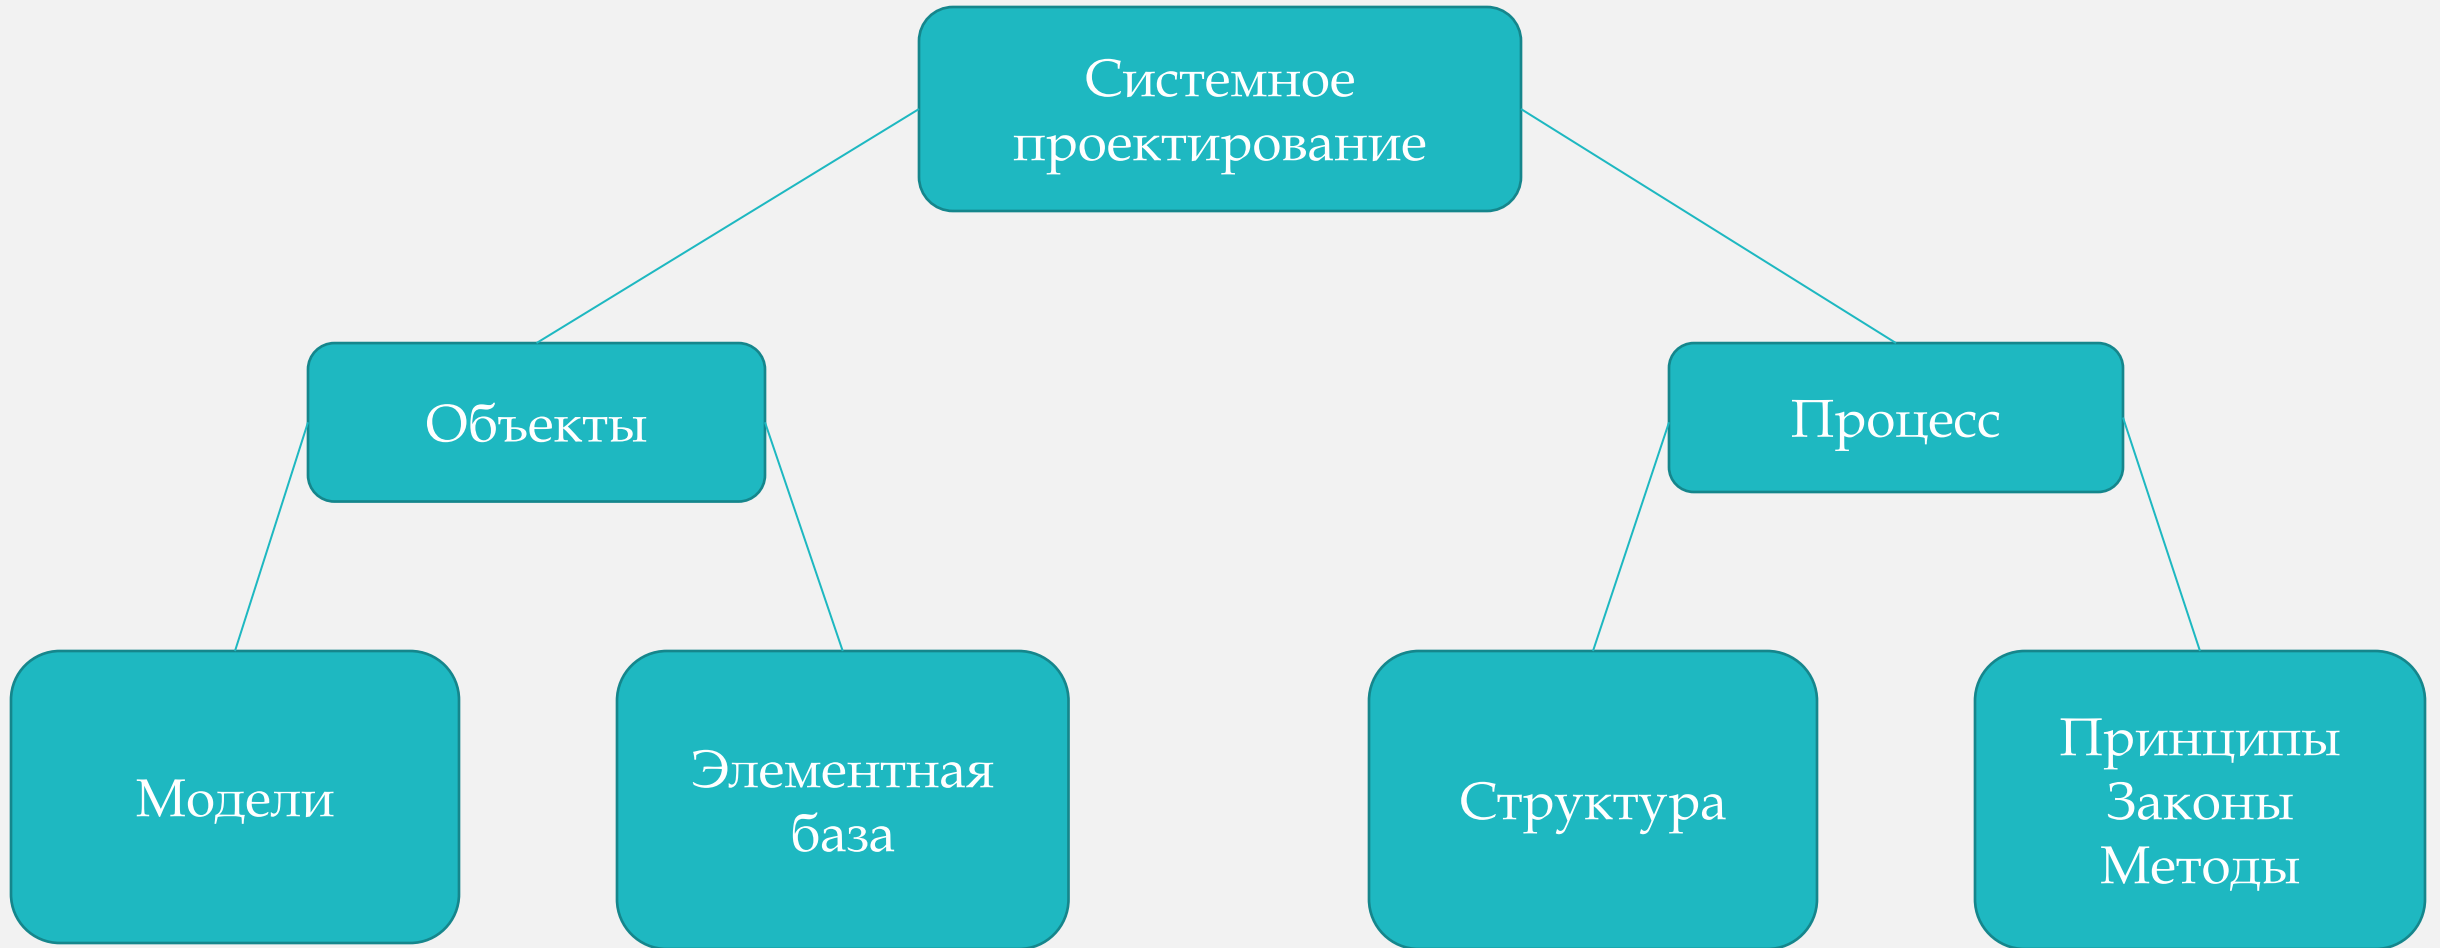 Системное
проектирование
Объекты
Процесс
Модели
Элементная
база
Структура
Принципы
Законы
Методы